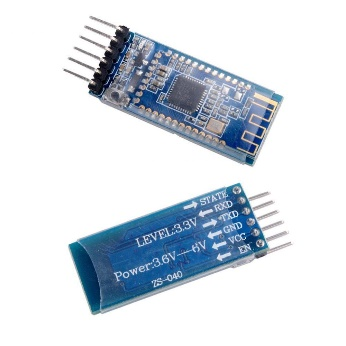 STATE
RXD
TXD
GND
VCC
EN
LEVEL:3.3V
Power:3.6V---6V
ZS-040